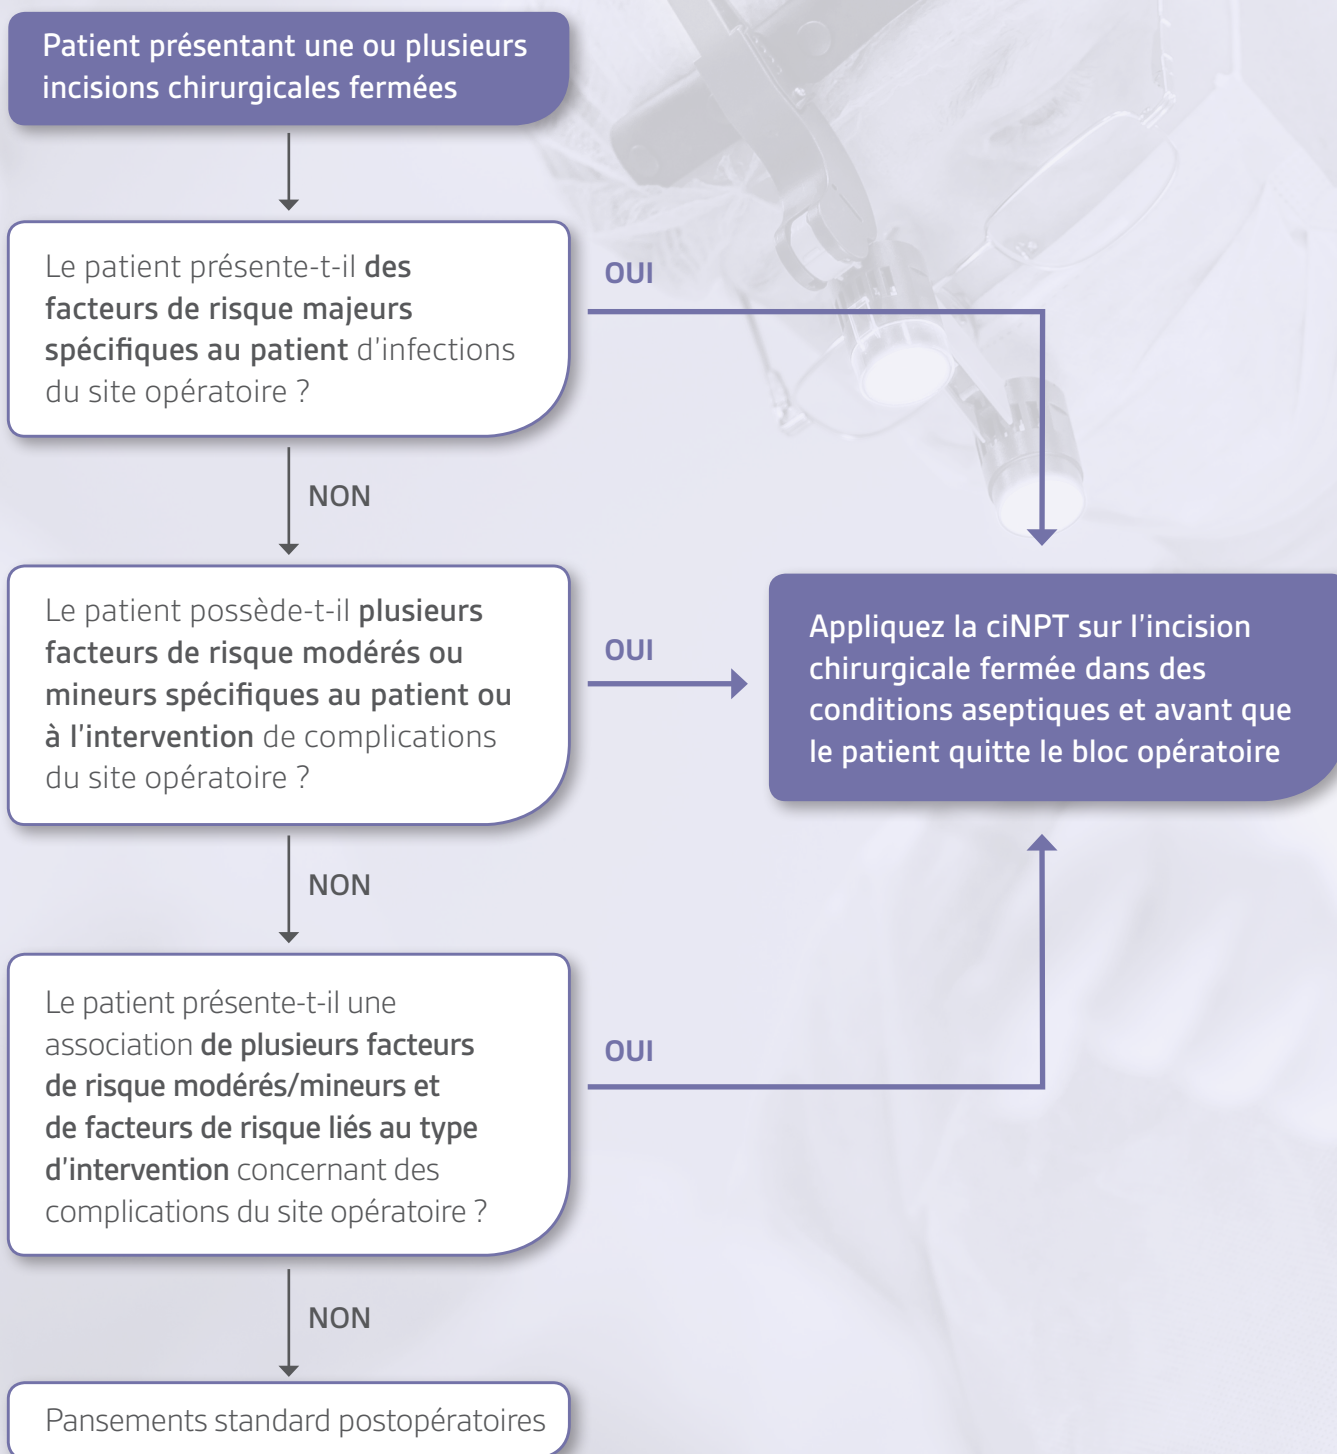 Patient présentant une ou plusieurs
incisions chirurgicales fermées
Le patient présente-t-il des
facteurs de risque majeurs
spécifiques au patient d'infections
du site opératoire ?
OUI
NON
Le patient possède-t-il plusieurs
facteurs de risque modérés ou
mineurs spécifiques au patient ou
à l'intervention de complications
du site opératoire ?
OUI
Appliquez la ciNPT sur l'incision
chirurgicale fermée dans des
conditions aseptiques et avant que
le patient quitte le bloc opératoire
NON
Le patient présente-t-il une
association de plusieurs facteurs
de risque modérés/mineurs et
de facteurs de risque liés au type
d'intervention concernant des
complications du site opératoire ?
OUI
NON
Pansements standard postopératoires